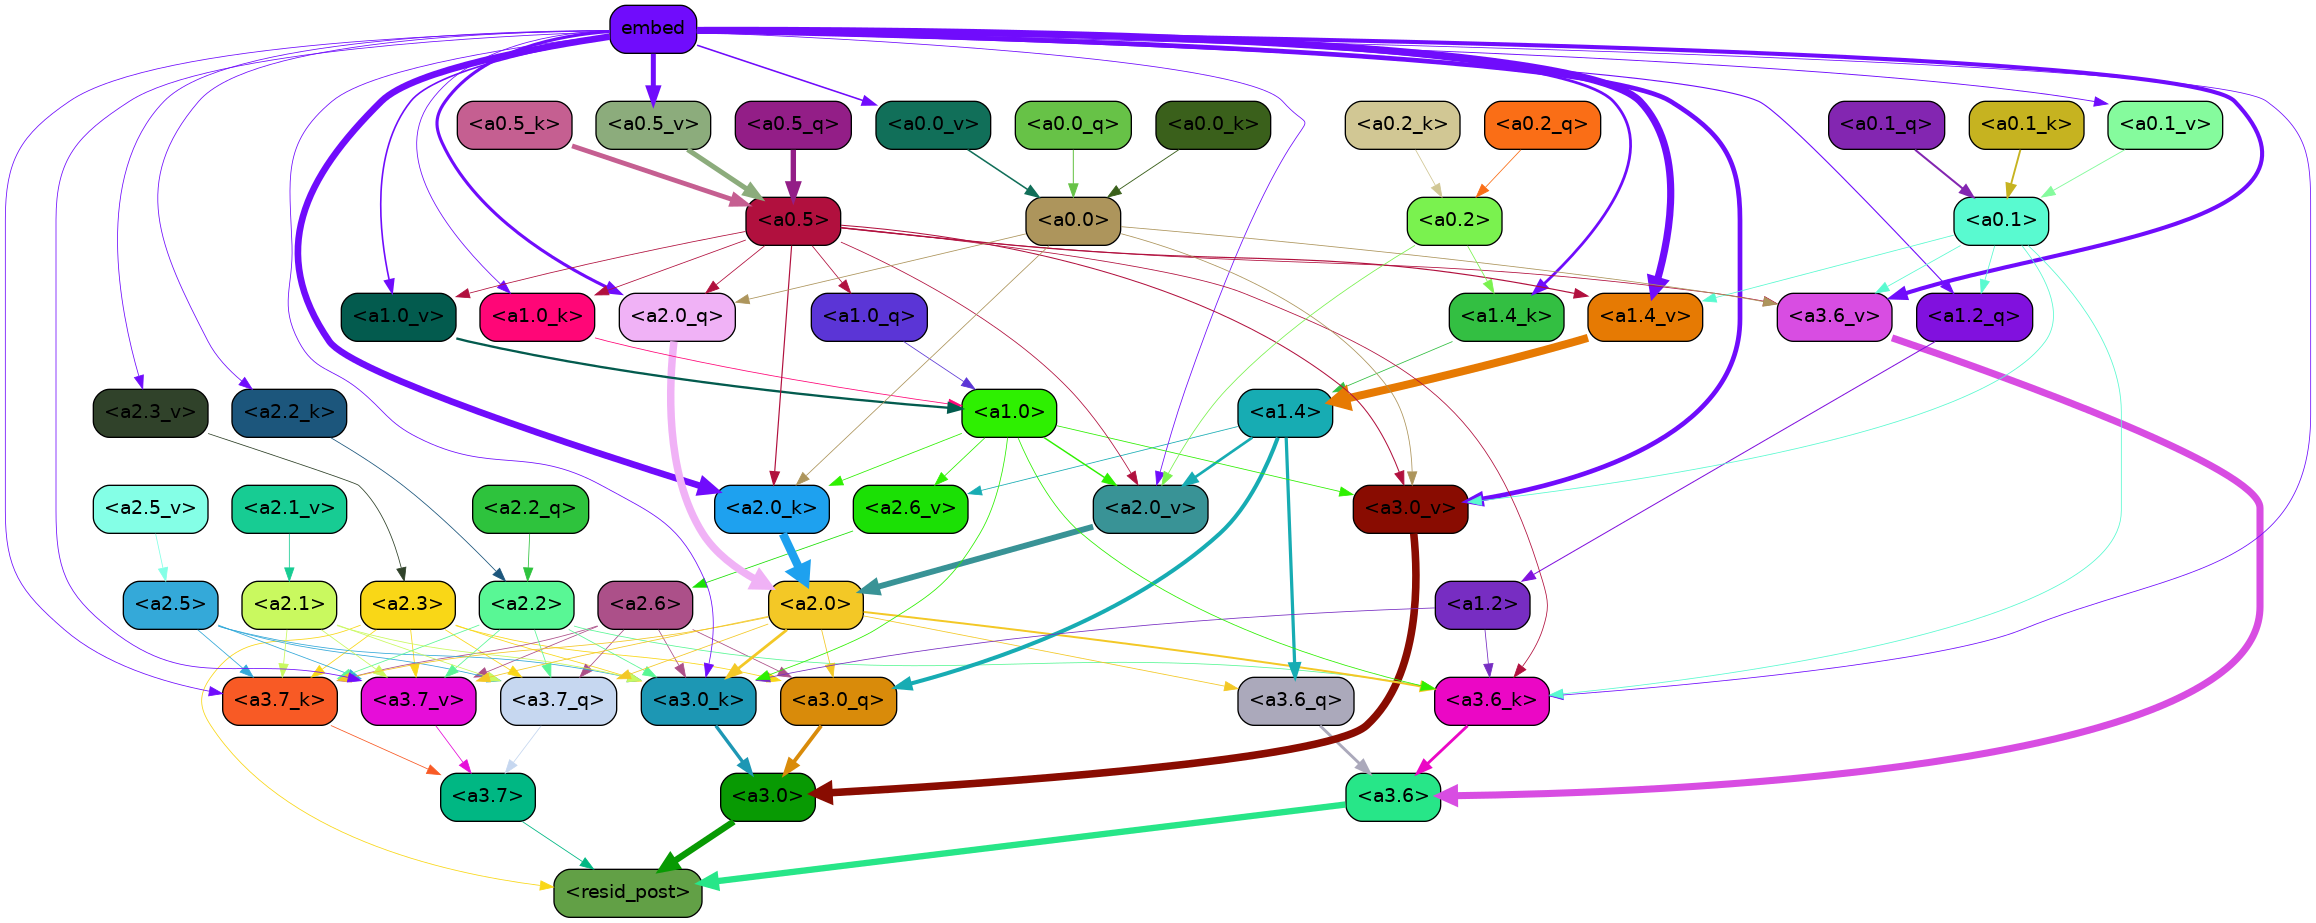 embed
<a0.5_k> <a0.5_v> <a0.5_q> <a0.0_v> <a0.0_q> <a0.0_k> <a0.2_k> <a0.2_q> <a0.1_q> <a0.1_k> <a0.1_v>
<a0.5> <a0.0> <a0.2> <a0.1>
<a1.0_v> <a1.0_k> <a2.0_q> <a1.0_q> <a1.4_k> <a1.4_v> <a3.6_v> <a1.2_q>
<a2.3_v> <a2.2_k> <a1.0> <a1.4>
<a2.5_v> <a2.1_v> <a2.2_q> <a2.0_k> <a2.6_v> <a2.0_v> <a3.0_v>
<a2.5> <a2.1> <a2.3> <a2.2> <a2.6> <a2.0> <a1.2>
<a3.7_k> <a3.7_v> <a3.7_q> <a3.0_k> <a3.0_q> <a3.6_q> <a3.6_k>
<a3.7> <a3.0> <a3.6>
<resid_post>